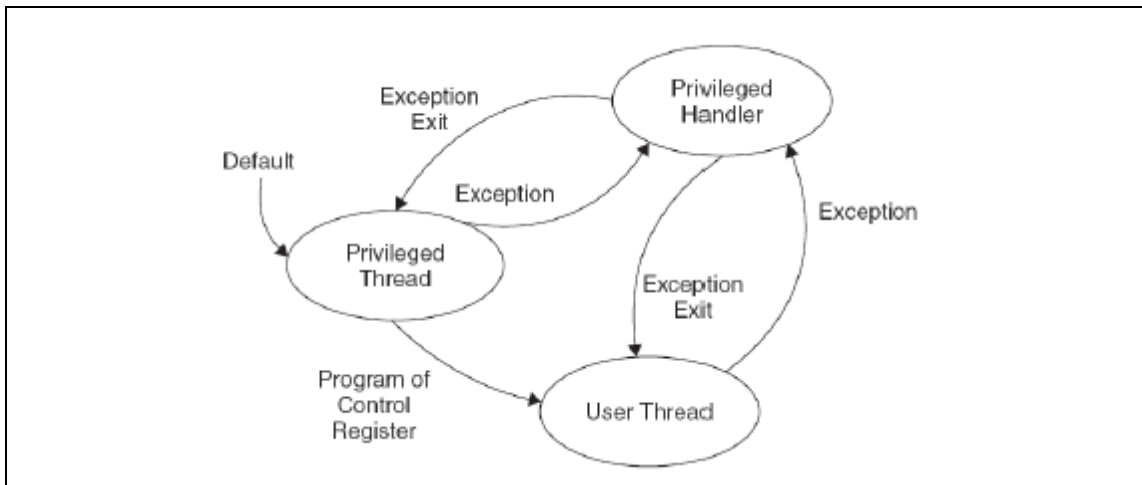 Privileged
Handler
Exception
Exit
Default
Exception
Exception
Privileged
Thread
Exception
Exit
Program of
Control
Register
User Thread